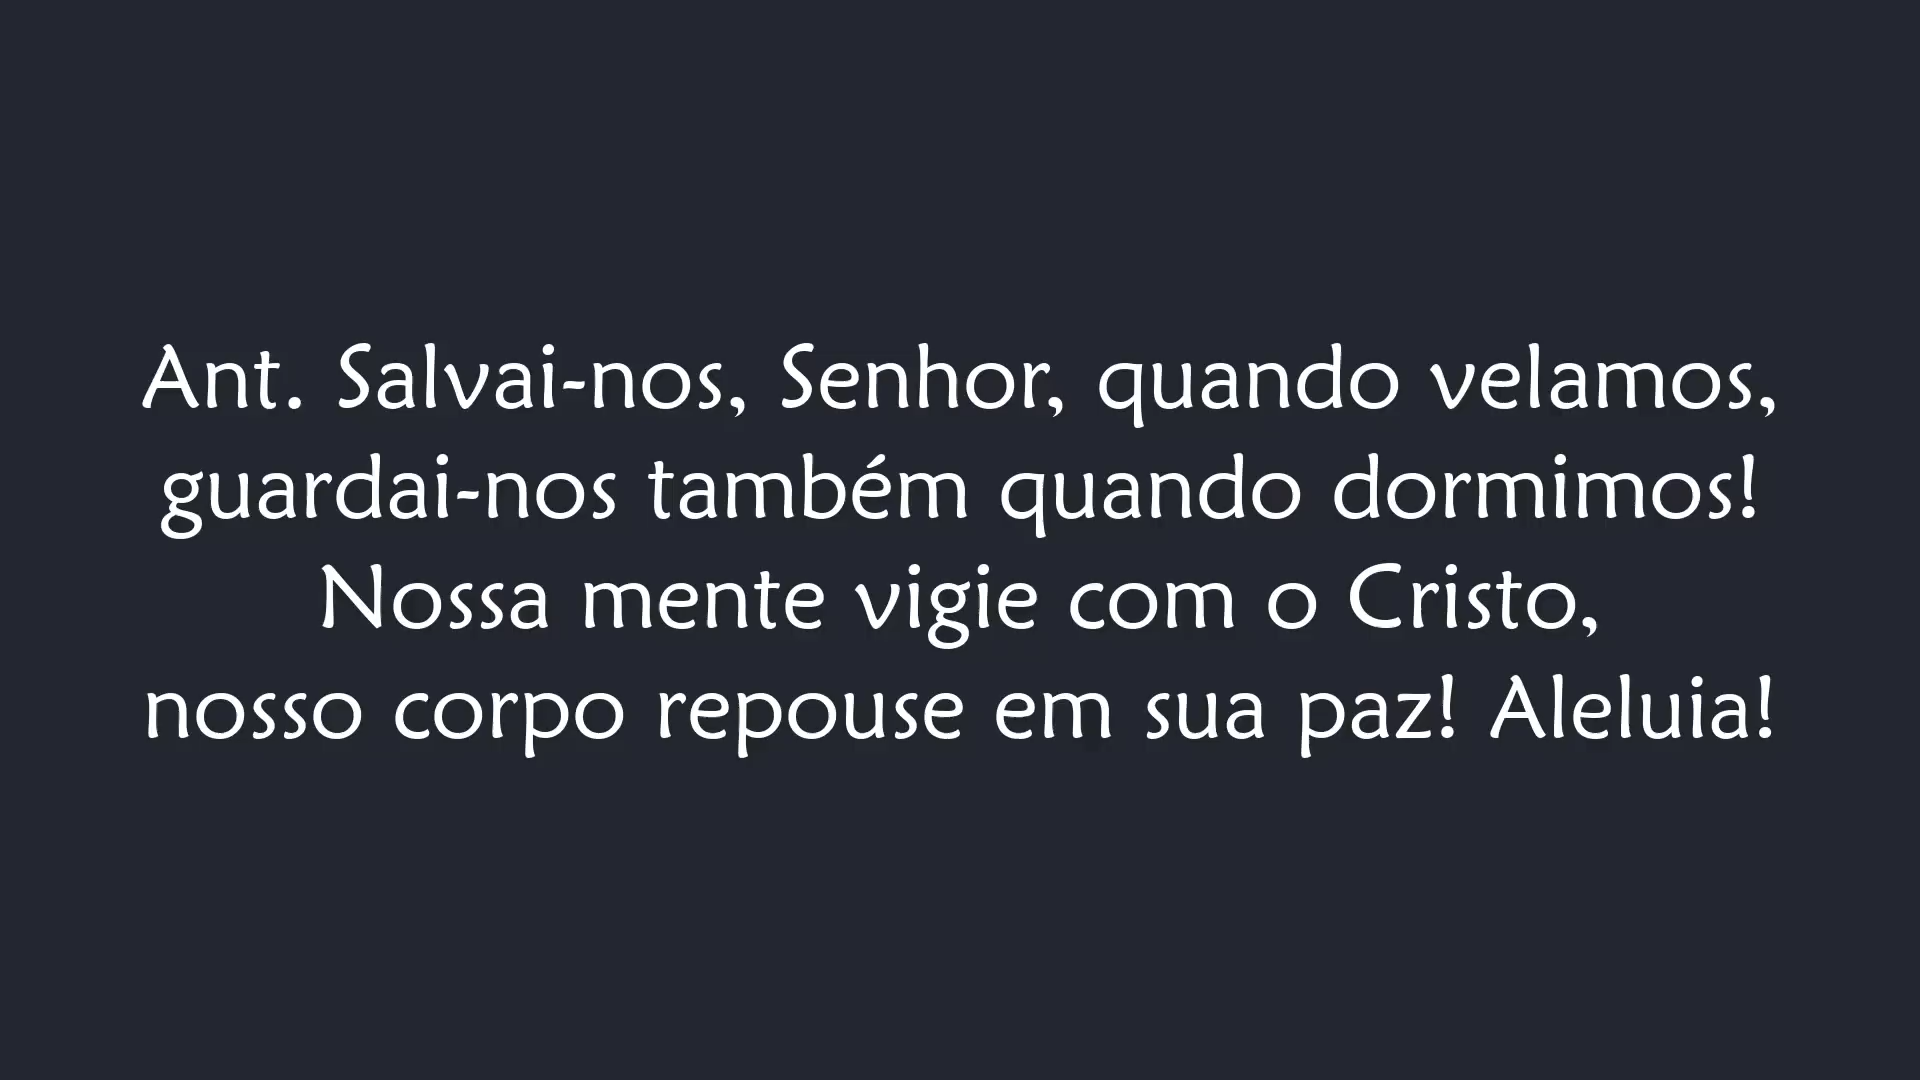 Ant. Salvai-nos, Senhor, quando velamos,
guardai-nos também quando dormimos!
Nossa mente vigie com o Cristo,
nosso corpo repouse em sua paz! Aleluia!